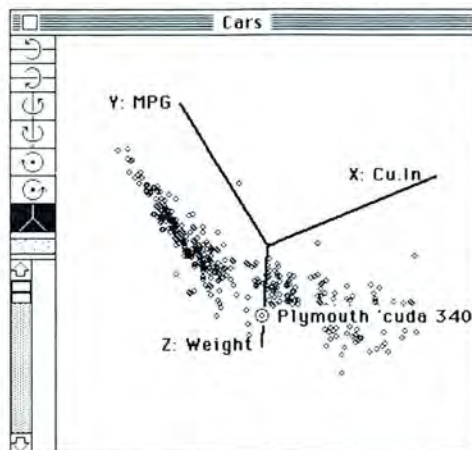 Cars
Y: MPG
X: Cu.In
Plymouth 'cuda 340
Z: Weight